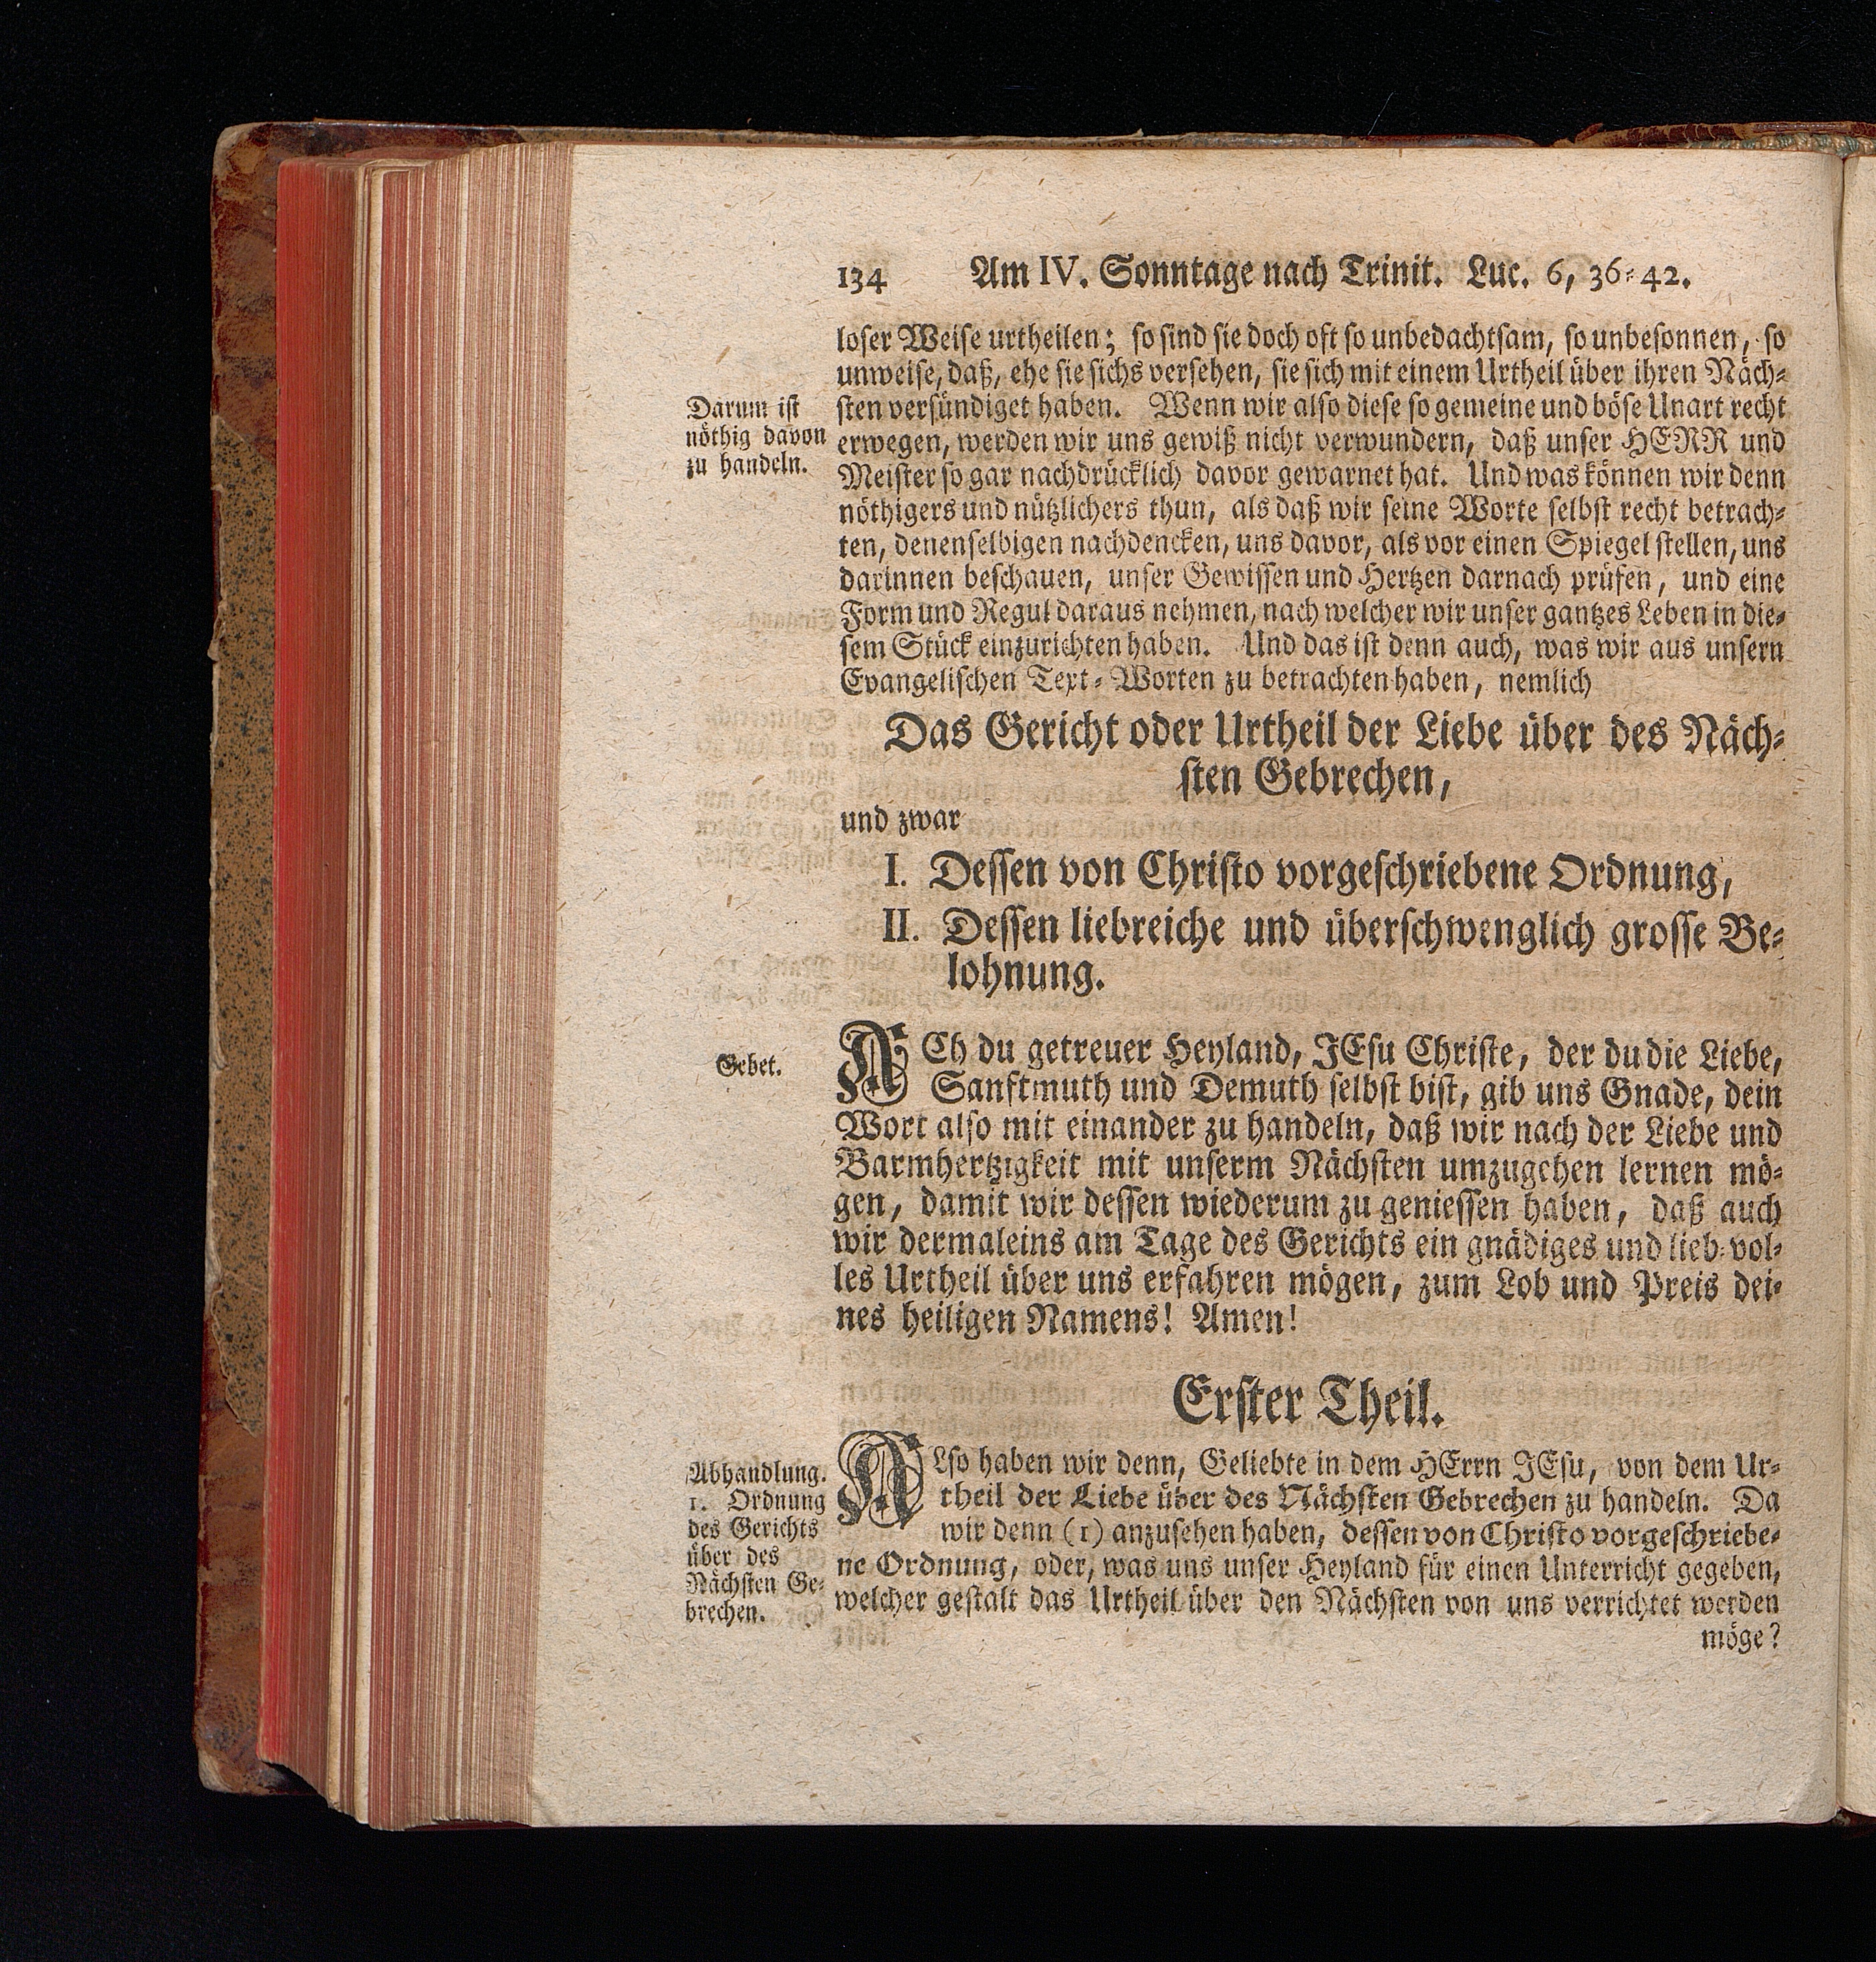 134 Am IV. Sonntage nach Trinit. Luc. 6, 36-42.
loser Weise urtheilen; so sind sie doch oft so unbedachtsam, so unbesonnen, so
unweise, daß, ehe sie sichs versehen, sie sich mit einem Urtheil über ihren Näch-
Darum ist
nöthig davon
zu handeln.
sten versündiget haben. Wenn wir also diese so gemeine und böse Unart recht
erwegen, werden wir uns gewiß nicht verwundern, daß unser HERR und
Meister so gar nachdrücklich davor gewarnet hat. Und was können wir denn
nöthigers und nützlichers thun, als daß wir seine Worte selbst recht betrach-
ten, denenselbigen nachdencken, uns davor, als vor einen Spiegel stellen, uns
darinnen beschauen, unser Gewissen und Hertzen darnach prüfen, und eine
Form und Regul daraus nehmen, nach welcher wir unser gantzes Leben in die-
sem Stück einzurichten haben. Und das ist denn auch, was wir aus unsern
Evangelischen Text-Worten zu betrachten haben, nemlich
Das Gericht oder Urtheil der Liebe über des Näch-
sten Gebrechen,
und zwar
I. Dessen von Christo vorgeschriebene Ordnung,
II. Dessen liebreiche und überschwenglich grosse Be-
lohnung.
Gebet.
ACh du getreuer Heyland, JEsu Christe, der du die Liebe,
Sanftmuth und Demuth selbst bist, gib uns Gnade, dein
Wort also mit einander zu handeln, daß wir nach der Liebe und
Barmhertzigkeit mit unserm Nächsten umzugehen lernen mö-
gen, damit wir dessen wiederum zu geniessen haben, daß auch
wir dermaleins am Tage des Gerichts ein gnädiges und lieb-vol-
les Urtheil über uns erfahren mögen, zum Lob und Preis dei-
nes heiligen Namens! Amen!
Erster Theil.
Abhandlung.
1. Ordnung
des Gerichts
über des
Nächsten Ge-
brechen.
ALso haben wir denn, Geliebte in dem HErrn JEsu, von dem Ur-
theil der Liebe über des Nächsten Gebrechen zu handeln. Da
wir denn (1) anzusehen haben, dessen von Christo vorgeschriebe-
ne Ordnung, oder, was uns unser Heyland für einen Unterricht gegeben,
welcher gestalt das Urtheil über den Nächsten von uns verrichtet werden
möge?